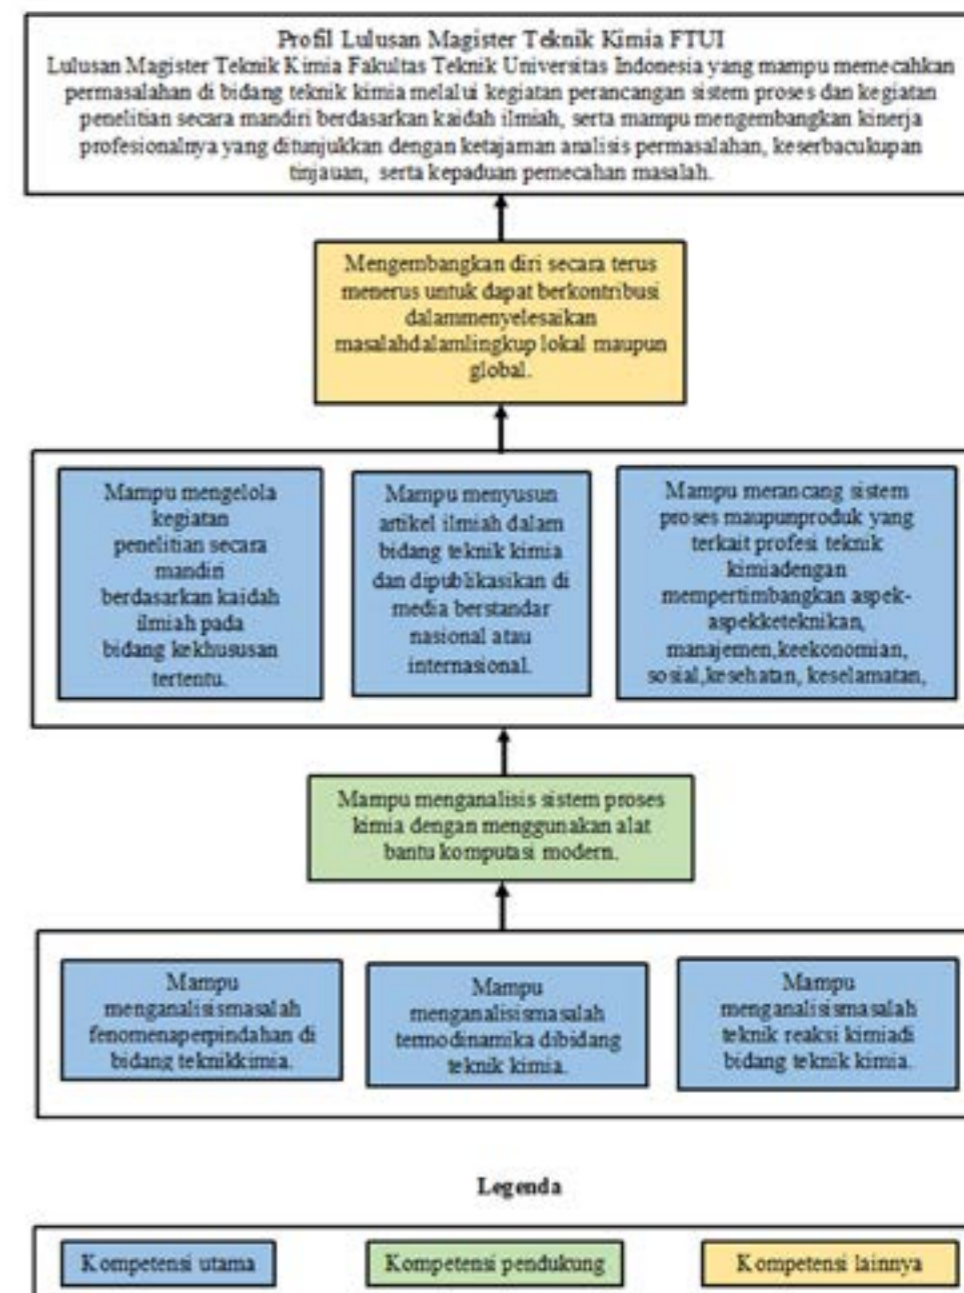 Profil Lulusan Magister Teknik Kimia FTUI
Lulusan Magister Teknik Kimia Fakultas Teknik Universitas Indonesia yang mampu memecahkan
permasalahan di bidang teknik kimia melalui kegiatan perancangan sistem proses dan kegiatan
penelitian secara mandiri berdasarkan kaidah ilmiah, serta mampu mengembangkan kinerja
profesionalnya yang ditunjukkan dengan ketajaman analisis permasalahan, keserbacukupan
tinjauan, serta kepaduan pemecahan masalah.
Mengembangkan diri secara terus
menerus untuk dapat berkontribusi
dalammenyelesaikan
masalahdalamlingkup lokal maupun
global.
Mampu mengelola
kegiatan
penelitian secara
mandiri
berdasarkan kaidah
ilmiah pada
bidang kekhususan
tertentu.
Mampu menyusun
artikel ilmiah dalam
bidang teknik kimia
dan dipublikasikan di
media berstandar
nasional atau
internasional.
Mampu merancang sistem
proses maupunproduk yang
terkait profesi teknik
kimiadengan
mempertimbangkan aspek-
aspekketeknikan,
manajemen,keekonomian,
sosial,kesehatan, keselamatan,
Mampu menganalisis sistem proses
kimia dengan menggunakan alat
bantu komputasi modern.
Mampu
menganalisismasalah
fenomenaperpindahan di
bidang teknikkimia.
Mampu
menganalisismasalah
termodinamika dibidang
teknik kimia.
Mampu
menganalisismasalah
teknik reaksi kimiadi
bidang teknik kimia.
Legenda
Kompetensi utama
Kompetensi pendukung
Kompetensi lainnya